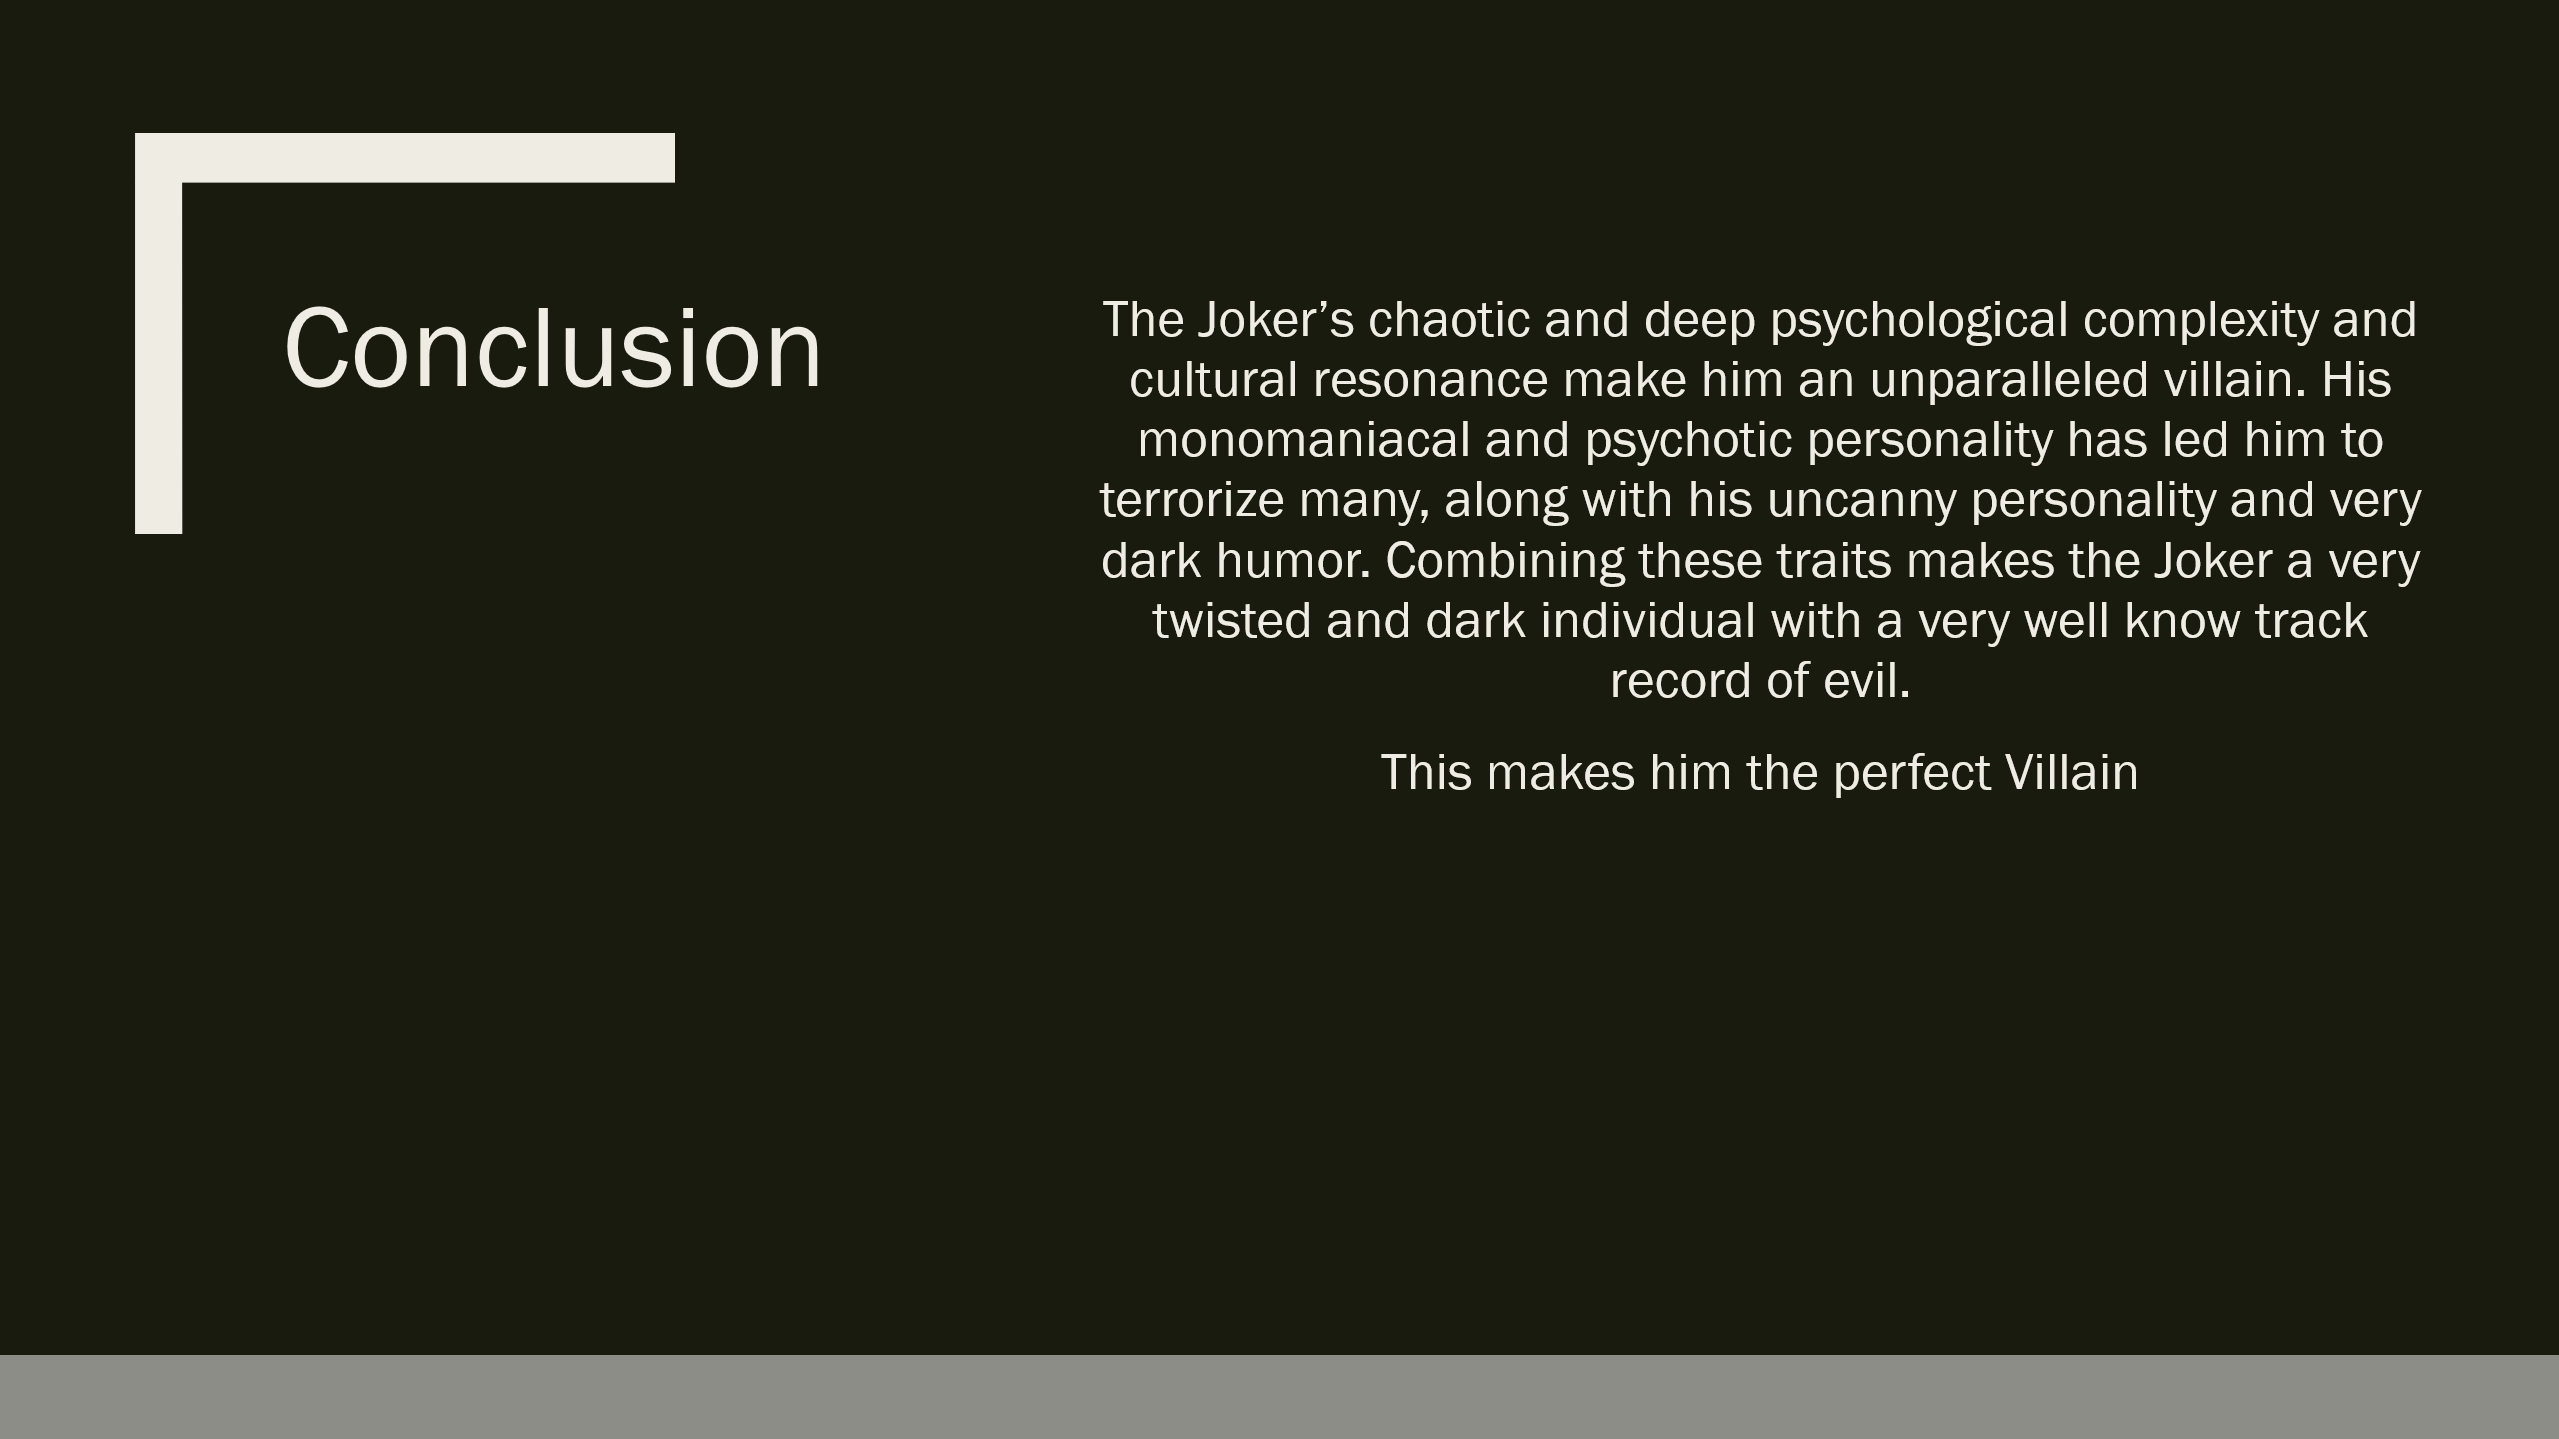 Conclusion
The Joker’s chaotic and deep psychological complexity and
cultural resonance make him an unparalleled villain. His
monomaniacal and psychotic personality has led him to
terrorize many, along with his uncanny personality and very
dark humor. Combining these traits makes the Joker a very
twisted and dark individual with a very well know track
record of evil.
This makes him the perfect Villain